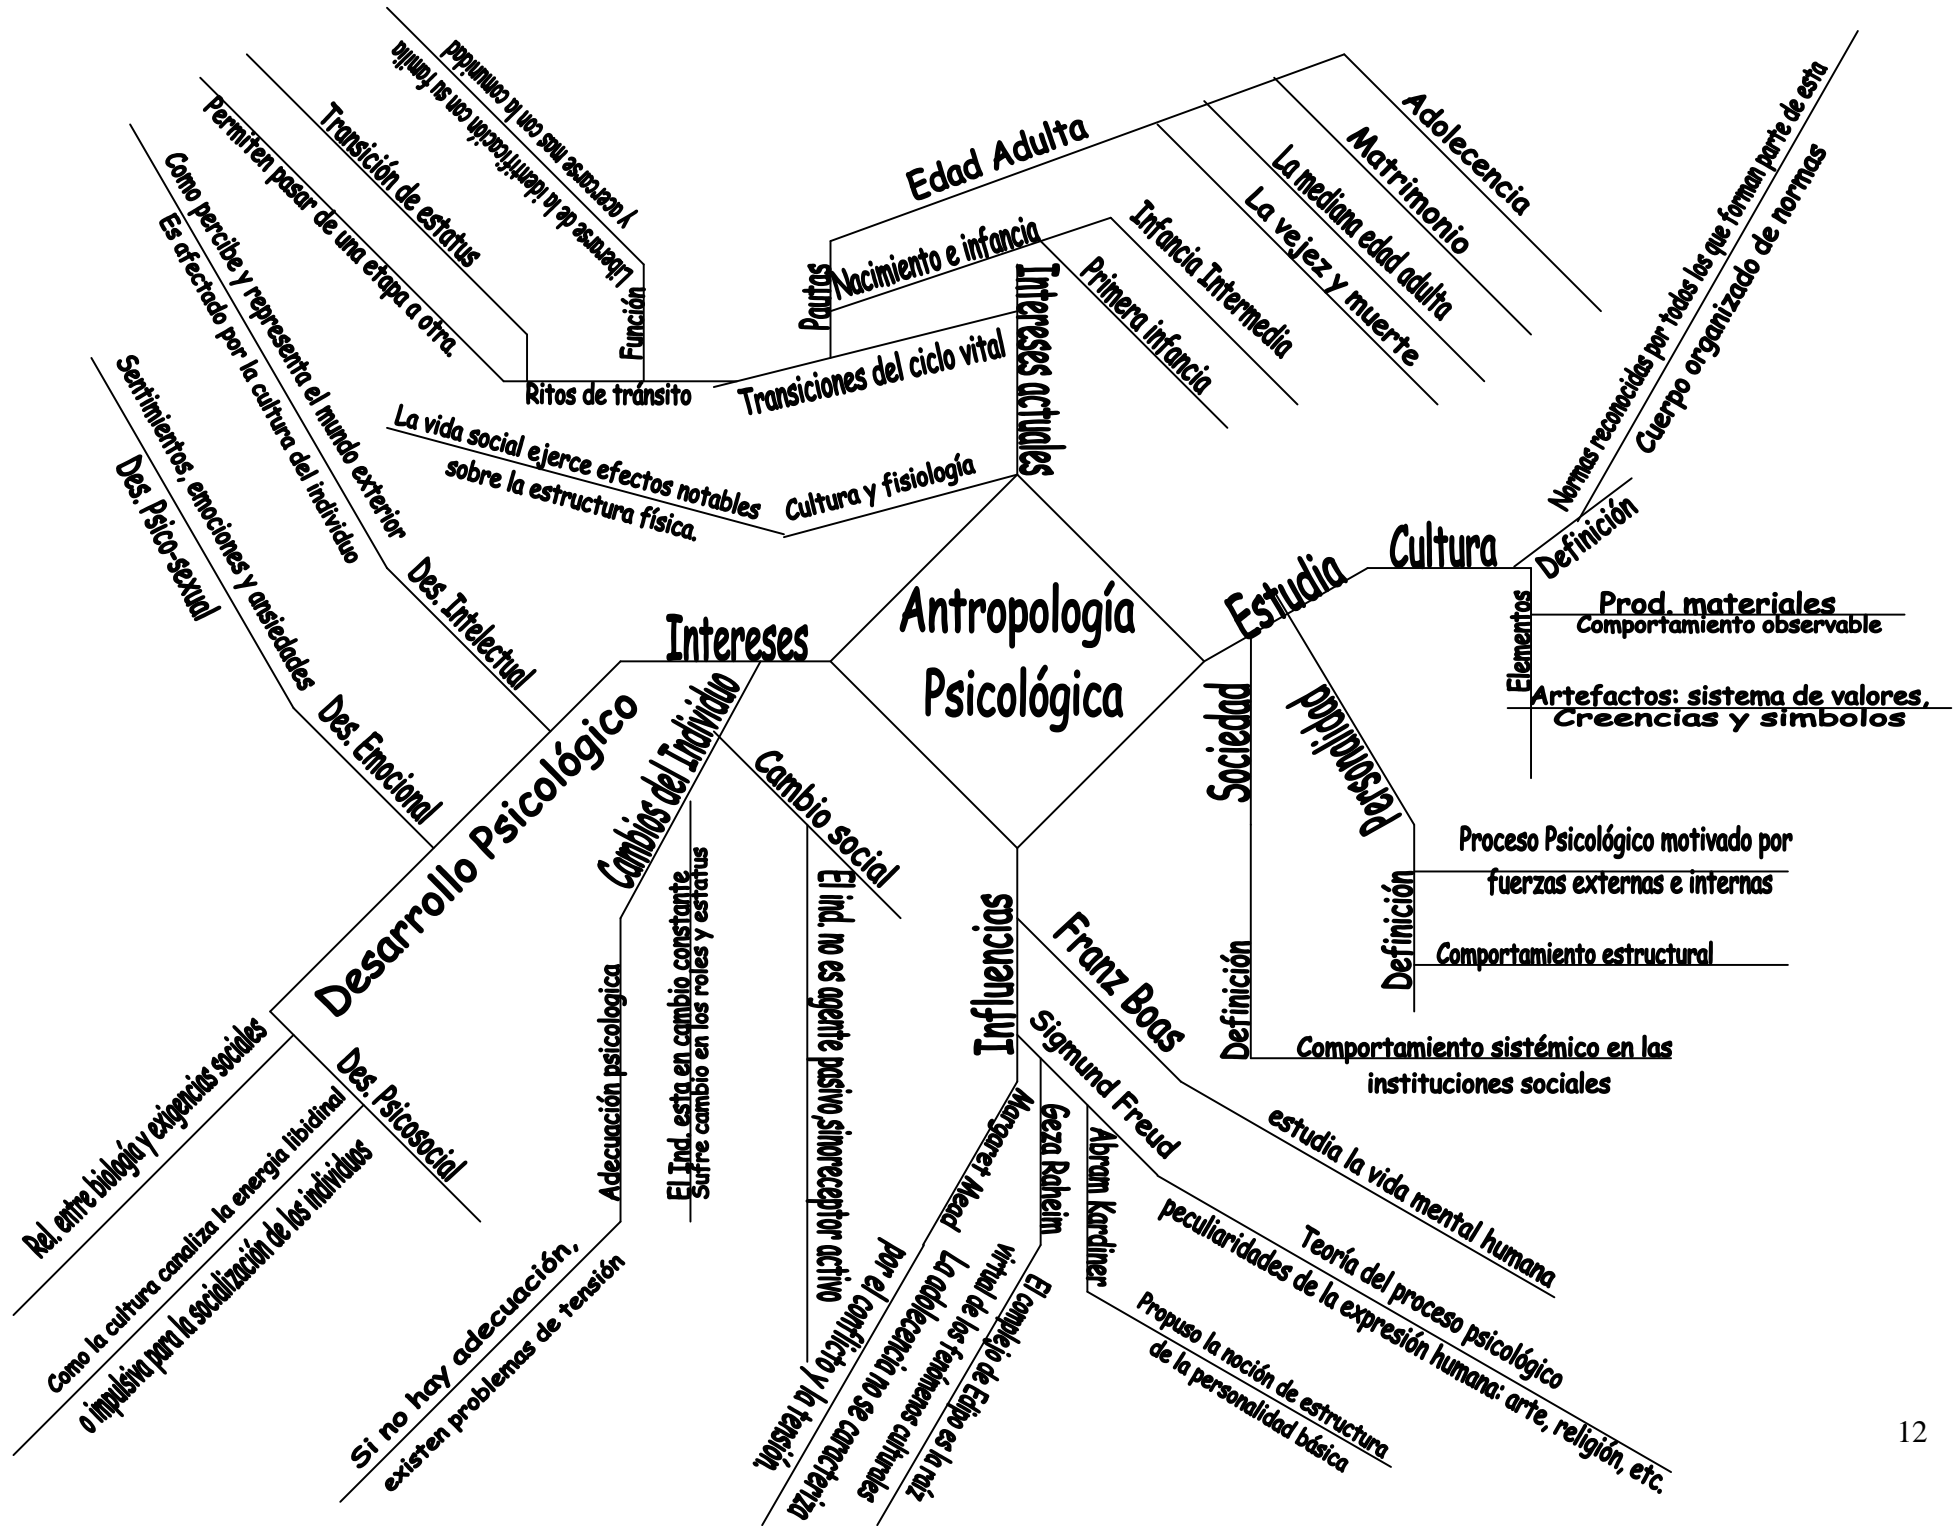 Antropología
Psicológica
Intereses actuales
Transiciones del ciclo vital
Pautas
Edad Adulta
Adolecencia
Matrimonio
La mediana edad adulta
La vejez y muerte
Nacimiento e infancia
Infancia Intermedia
Primera infancia
Ritos de tránsito
Función
Liberarse de la identificación con su familia
Y acercarse mas con la comunidad
Transición de estatus
Permiten pasar de una etapa a otra.
Cultura y fisiología
La vida social ejerce efectos notables
sobre la estructura física.
Estudia
Cultura
Definición
Normas reconocidas por todos los que forman parte de esta
Cuerpo organizado de normas
Elementos
Prod. materiales
Comportamiento observable
Artefactos: sistema de valores,
Creencias y simbolos
Personalidad
Definición
Proceso Psicológico motivado por
fuerzas externas e internas
Comportamiento estructural
Sociedad
Definición
Comportamiento sistémico en las
instituciones sociales
Influencias
Franz Boas
estudia la vida mental humana
Sigmund Freud
Teoría del proceso psicológico
peculiaridades de la expresión humana: arte, religión, etc.
Abram Kardiner
Propuso la noción de estructura
de la personalidad básica
Geza Raheim
El complejo de Edipo es la raíz
virtual de los fenómenos culturales
Margaret Mead
La adolecencia no se caracteriza
por el conflicto y la tensión.
Intereses
Cambio social
El ind. no es agente pasivo,sinoreceptor activo
Cambios del Individuo
El Ind. esta en cambio constante
Sufre cambio en los roles y estatus
Adecuación psicologica
Si no hay adecuación,
existen problemas de tensión
Desarrollo Psicológico
Des. Intelectual
Como percibe y representa el mundo exterior
Es afectado por la cultura del individuo
Des. Emocional
Sentimientos, emociones y ansiedades
Des. Psico-sexual
Des. Psicosocial
Rel. entre biología y exigencias sociales
Como la cultura canaliza la energia libidinal
o impulsiva para la socialización de los individuos
12